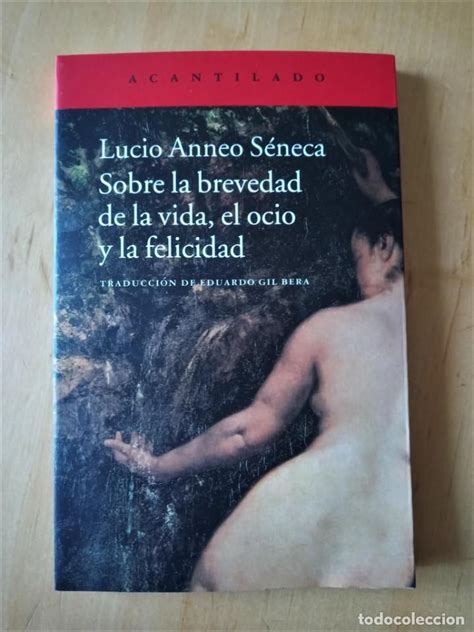 ACANTILADO
Lucio Anneo Séneca
Sobre la brevedad
de la vida, el ocio
y la felicidad
TRADUCCIÓN DE EDUARDO GIL BERA
todocoleccion